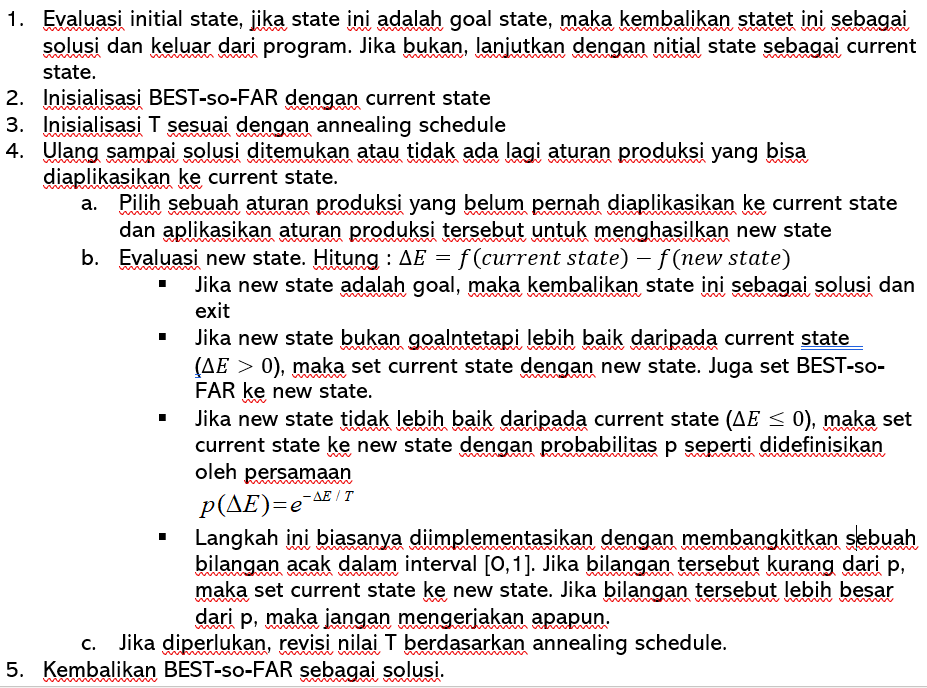 1. Evaluasi initial state, jika state ini adalah goal state, maka kembalikan statet ini sebagai
solusi dan keluar dari program. Jika bukan, lanjutkan dengan nitial state sebagai current
state.
2. Inisialisasi BEST-so-FAR dengan current state
3. Inisialisasi T sesuai dengan annealing schedule
4. Ulang sampai solusi ditemukan atau tidak ada lagi aturan produksi yang bisa
diaplikasikan ke current state.
a. Pilih sebuah aturan produksi yang belum pernah diaplikasikan ke current state
dan aplikasikan aturan produksi tersebut untuk menghasilkan new state
b. Evaluasi new state. Hitung : ΔE = f(current state) − f(new state)
▪ Jika new state adalah goal, maka kembalikan state ini sebagai solusi dan
exit
▪ Jika new state bukan goalntetapi lebih baik daripada current state
(ΔE > 0), maka set current state dengan new state. Juga set BEST-so-
FAR ke new state.
▪ Jika new state tidak lebih baik daripada current state (ΔE ≤ 0), maka set
current state ke new state dengan probabilitas p seperti didefinisikan
oleh persamaan
p(ΔE)=e^{−ΔE / T}
▪ Langkah ini biasanya diimplementasikan dengan membangkitkan sebuah
bilangan acak dalam interval [0,1]. Jika bilangan tersebut kurang dari p,
maka set current state ke new state. Jika bilangan tersebut lebih besar
dari p, maka jangan mengerjakan apapun.
c. Jika diperlukan, revisi nilai T berdasarkan annealing schedule.
5. Kembalikan BEST-so-FAR sebagai solusi.